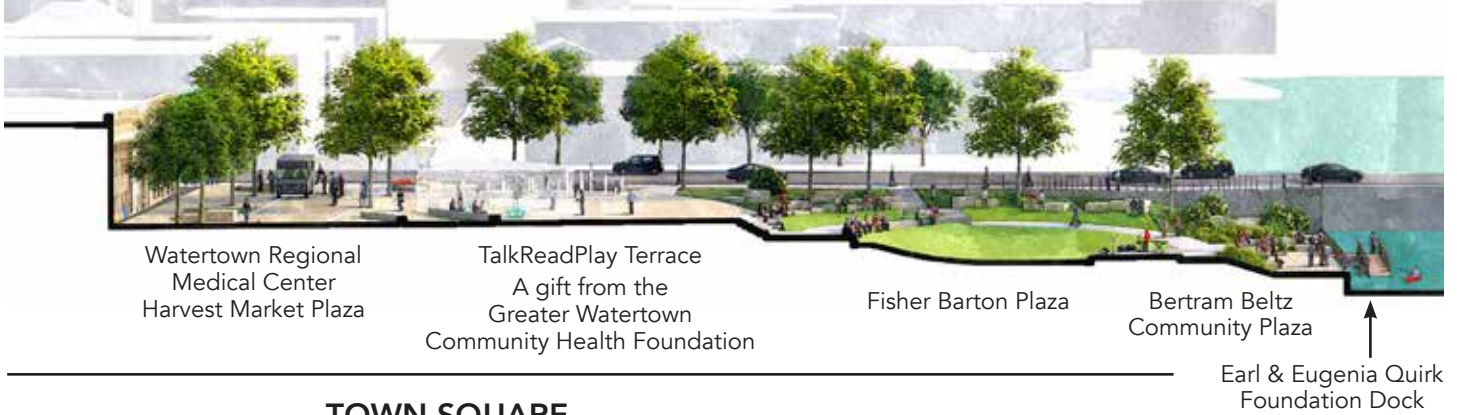 Watertown Regional
Medical Center
Harvest Market Plaza
TalkReadPlay Terrace
A gift from the
Greater Watertown
Community Health Foundation
Fisher Barton Plaza
Bertram Beltz
Community Plaza
Earl & Eugenia Quirk
Foundation Dock
TOWN SQUARE